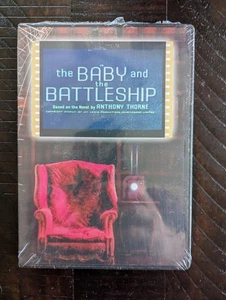 the BABY and
the BATTLESHIP
Based on the Novel by ANTHONY THORNE